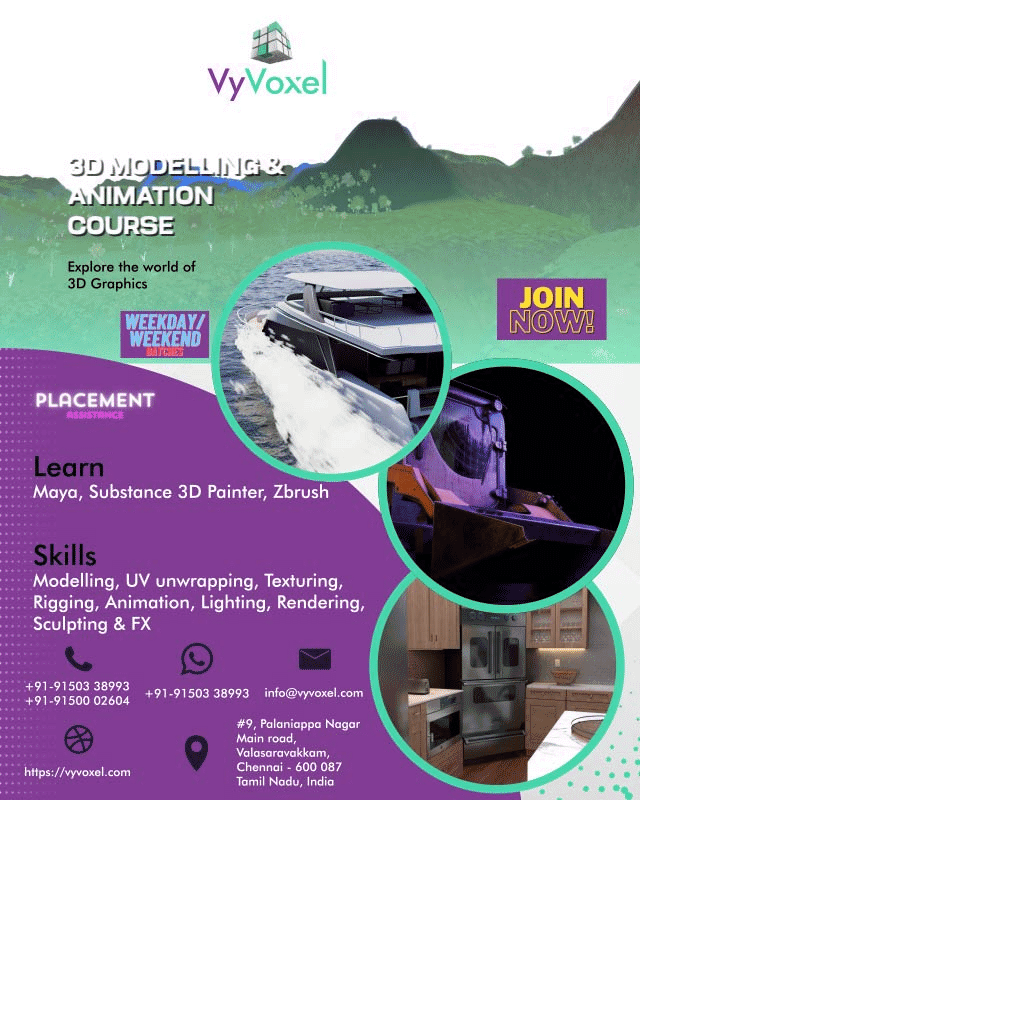 VyVoxel
3D MODELLING &
ANIMATION
COURSE
Explore the world of
3D Graphics
JOIN
NOW!
WEEKDAY/
WEEKEND
BATCHES
PLACEMENT
ASSISTANCE
Learn
Maya, Substance 3D Painter, Zbrush
Skills
Modelling, UV unwrapping, Texturing,
Rigging, Animation, Lighting, Rendering,
Sculpting & FX
+91-91503 38993
+91-91500 02604
+91-91503 38993
info@vyvoxel.com
https://vyvoxel.com
#9, Palaniappa Nagar
Main road,
Valasaravakkam,
Chennai - 600 087
Tamil Nadu, India